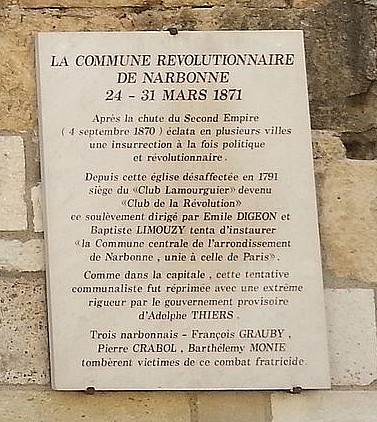 LA COMMUNE REVOLUTIONNAIRE
DE NARBONNE
24 - 31 MARS 1871
Après la chute du Second Empire
( 4 septembre 1870 ) éclata en plusieurs villes
une insurrection à la fois politique
et révolutionnaire .
Depuis cette église désaffectée en 1791
siège du «Club Lamourguier» devenu
«Club de la Révolution»
ce soulèvement dirigé par Emile DIGEON et
Baptiste LIMOUZY tenta d'instaurer
«la Commune centrale de l'arrondissement
de Narbonne , unie à celle de Paris» .
Comme dans la capitale , cette tentative
communaliste fut réprimée avec une extrême
rigueur par le gouvernement provisoire
d'Adolphe THIERS .
Trois narbonnais - François GRAUBY ,
Pierre CRABOL , Barthélemy MONIE
tombèrent victimes de ce combat fratricide.